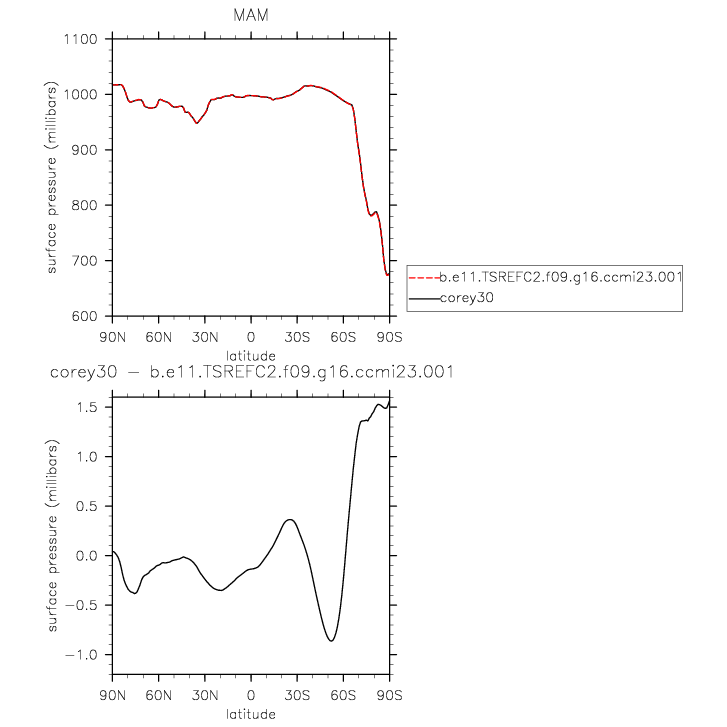 MAM
1100
1000
900
800
700
600
surface pressure (millibars)
90N 60N 30N 0 30S 60S 90S
latitude
b.e11.TSREFC2.f09.g16.ccmi23.001
corey30
corey30 − b.e11.TSREFC2.f09.g16.ccmi23.001
1.5
1.0
0.5
0.0
−0.5
−1.0
surface pressure (millibars)
90N 60N 30N 0 30S 60S 90S
latitude